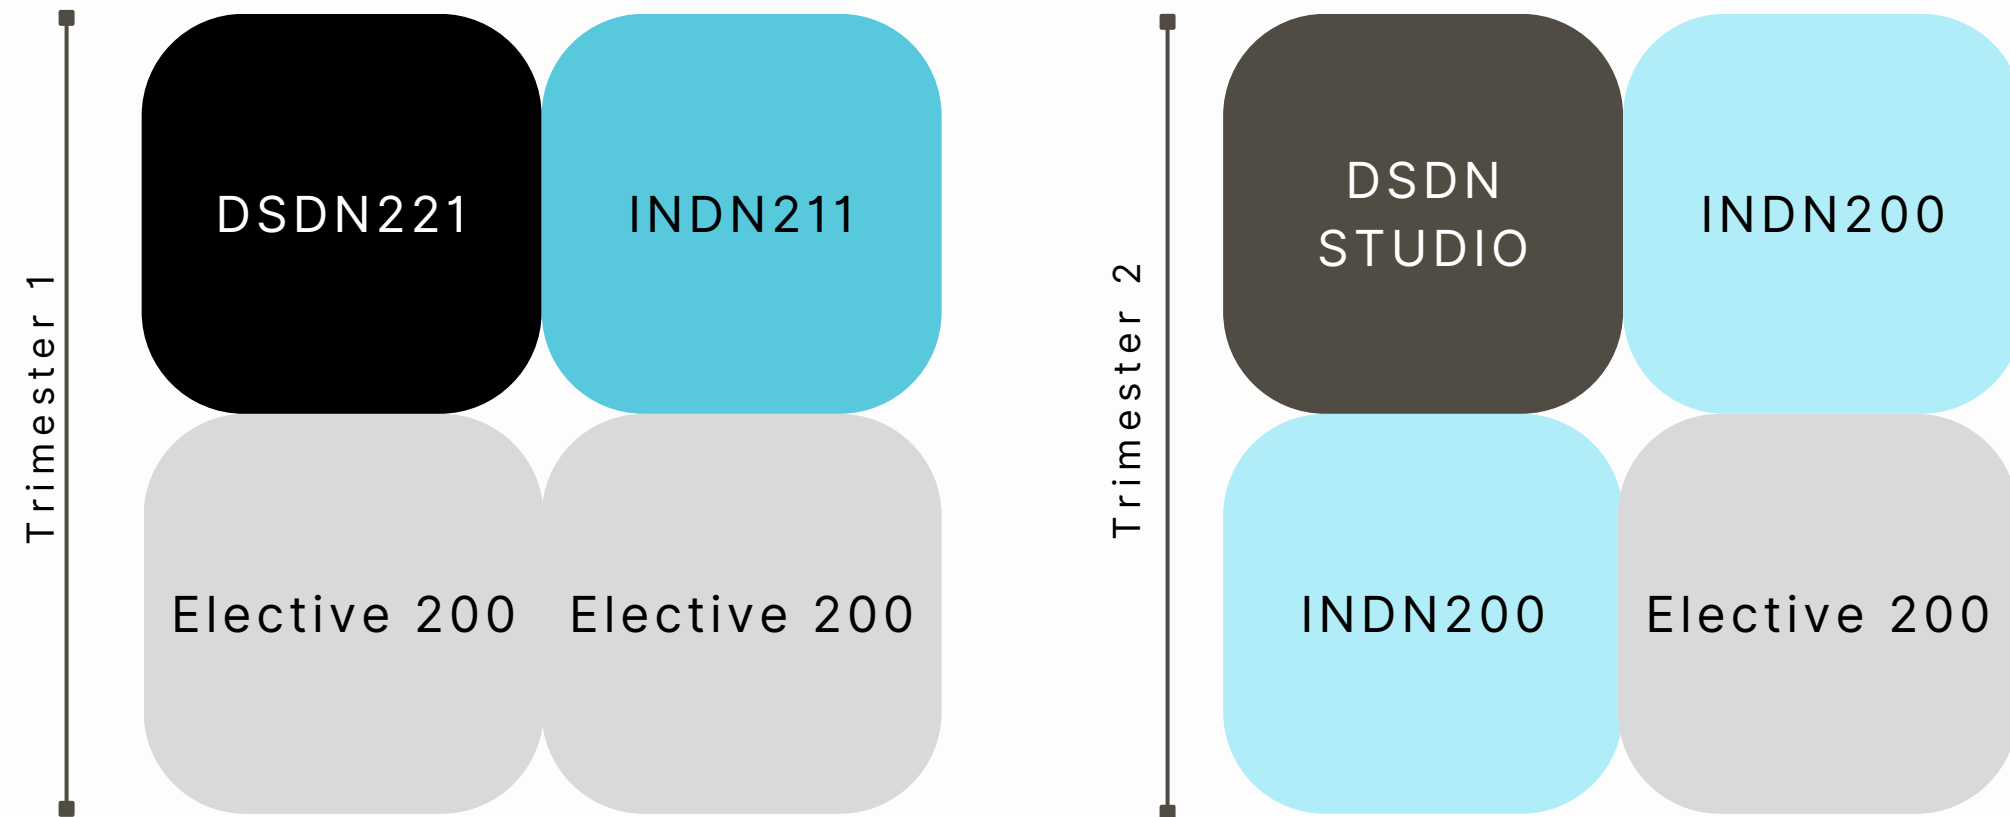 Trimester 1
DSDN221
INDN211
Elective 200
Elective 200
Trimester 2
DSDN
STUDIO
INDN200
INDN200
Elective 200